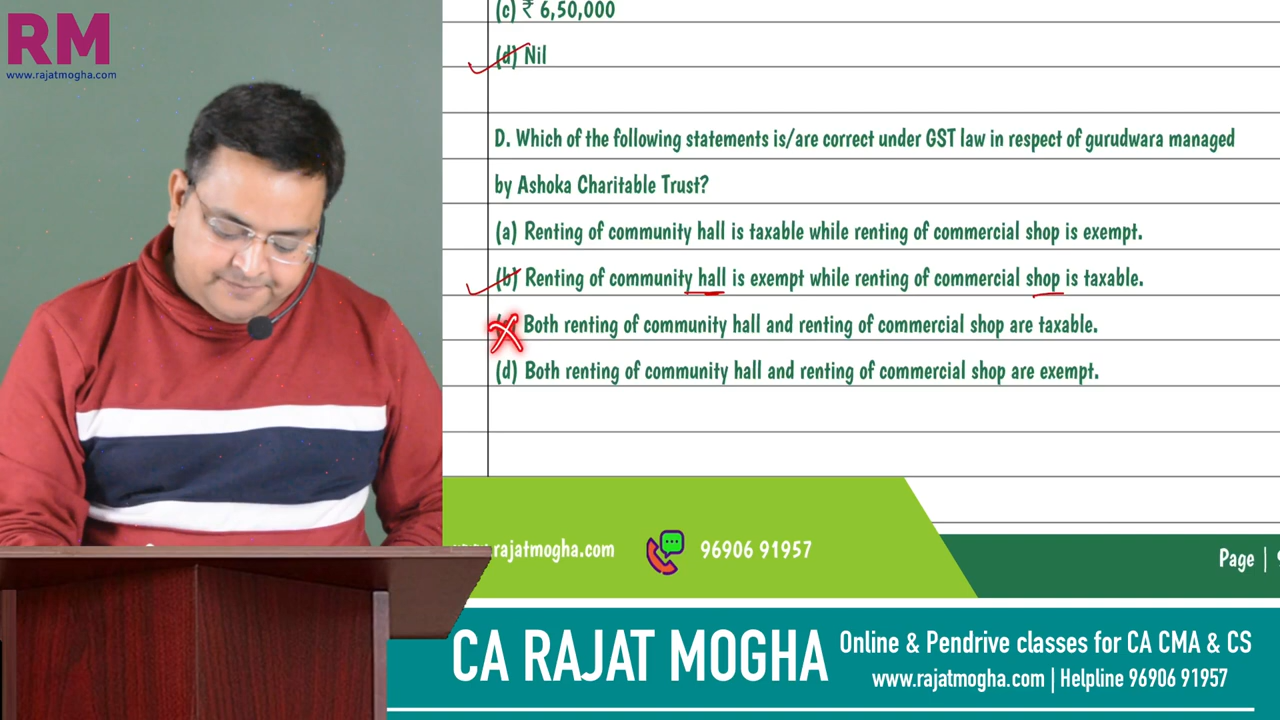 RM
www.rajatmogha.com
(c) ₹ 6,50,000
(d) Nil
D. Which of the following statements is/are correct under GST law in respect of gurudwara managed
by Ashoka Charitable Trust?
(a) Renting of community hall is taxable while renting of commercial shop is exempt.
(b) Renting of community hall is exempt while renting of commercial shop is taxable.
Both renting of community hall and renting of commercial shop are taxable.
(d) Both renting of community hall and renting of commercial shop are exempt.
rajatmogha.com
96906 91957
Page |
CA RAJAT MOGHA
Online & Pendrive classes for CA CMA & CS
www.rajatmogha.com | Helpline 96906 91957